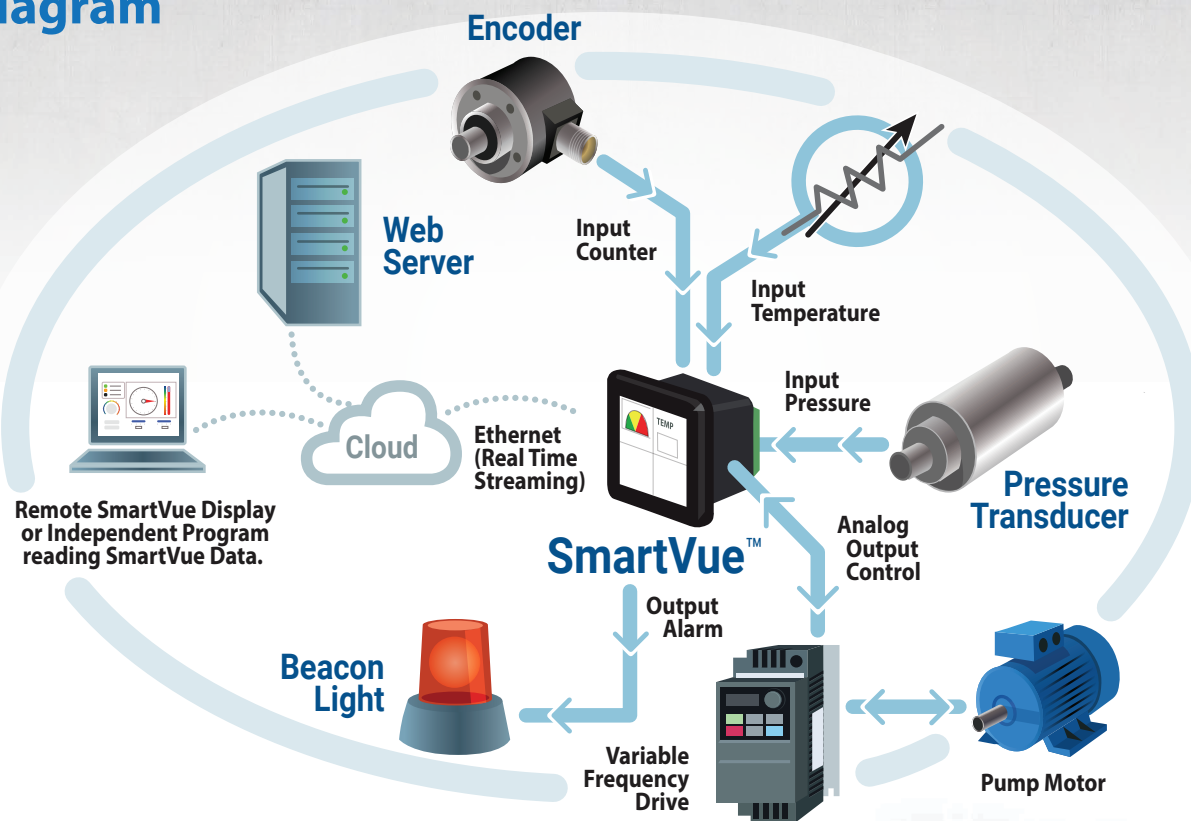 Encoder
Web
Server
Input
Counter
Input
Temperature
Input
Pressure
TEMP
Cloud
Ethernet
(Real Time
Streaming)
Remote SmartVue Display
or Independent Program
reading SmartVue Data.
Pressure
Transducer
SmartVue™
Analog
Output
Control
Output
Alarm
Beacon
Light
Variable
Frequency
Drive
Pump Motor